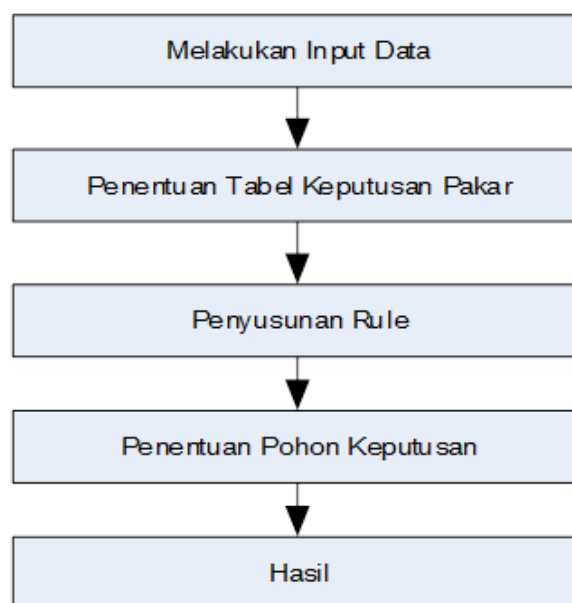 Melakukan Input Data
Penentuan Tabel Keputusan Pakar
Penyusunan Rule
Penentuan Pohon Keputusan
Hasil